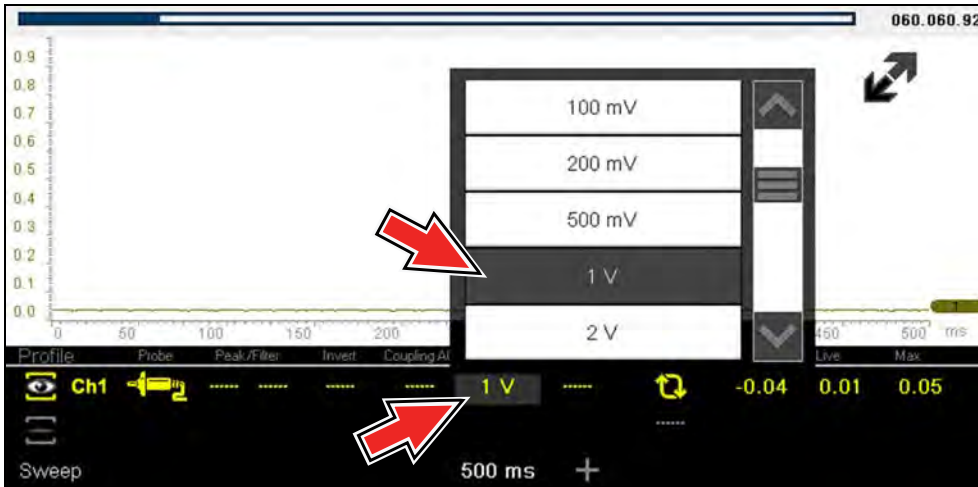 060.060.92
0.9
0.8
0.7
0.6
0.5
0.4
0.3
0.2
0.1
0.0
100 mV
200 mV
500 mV
1 V
2 V
1
0 50 100 150 200 450 500 ms
Profile Probe Peak/Filter Invert Coupling Live Max
Ch1 ------ ------ ------ ------ 1 V ------ -0.04 0.01 0.05
------
Sweep 500 ms +